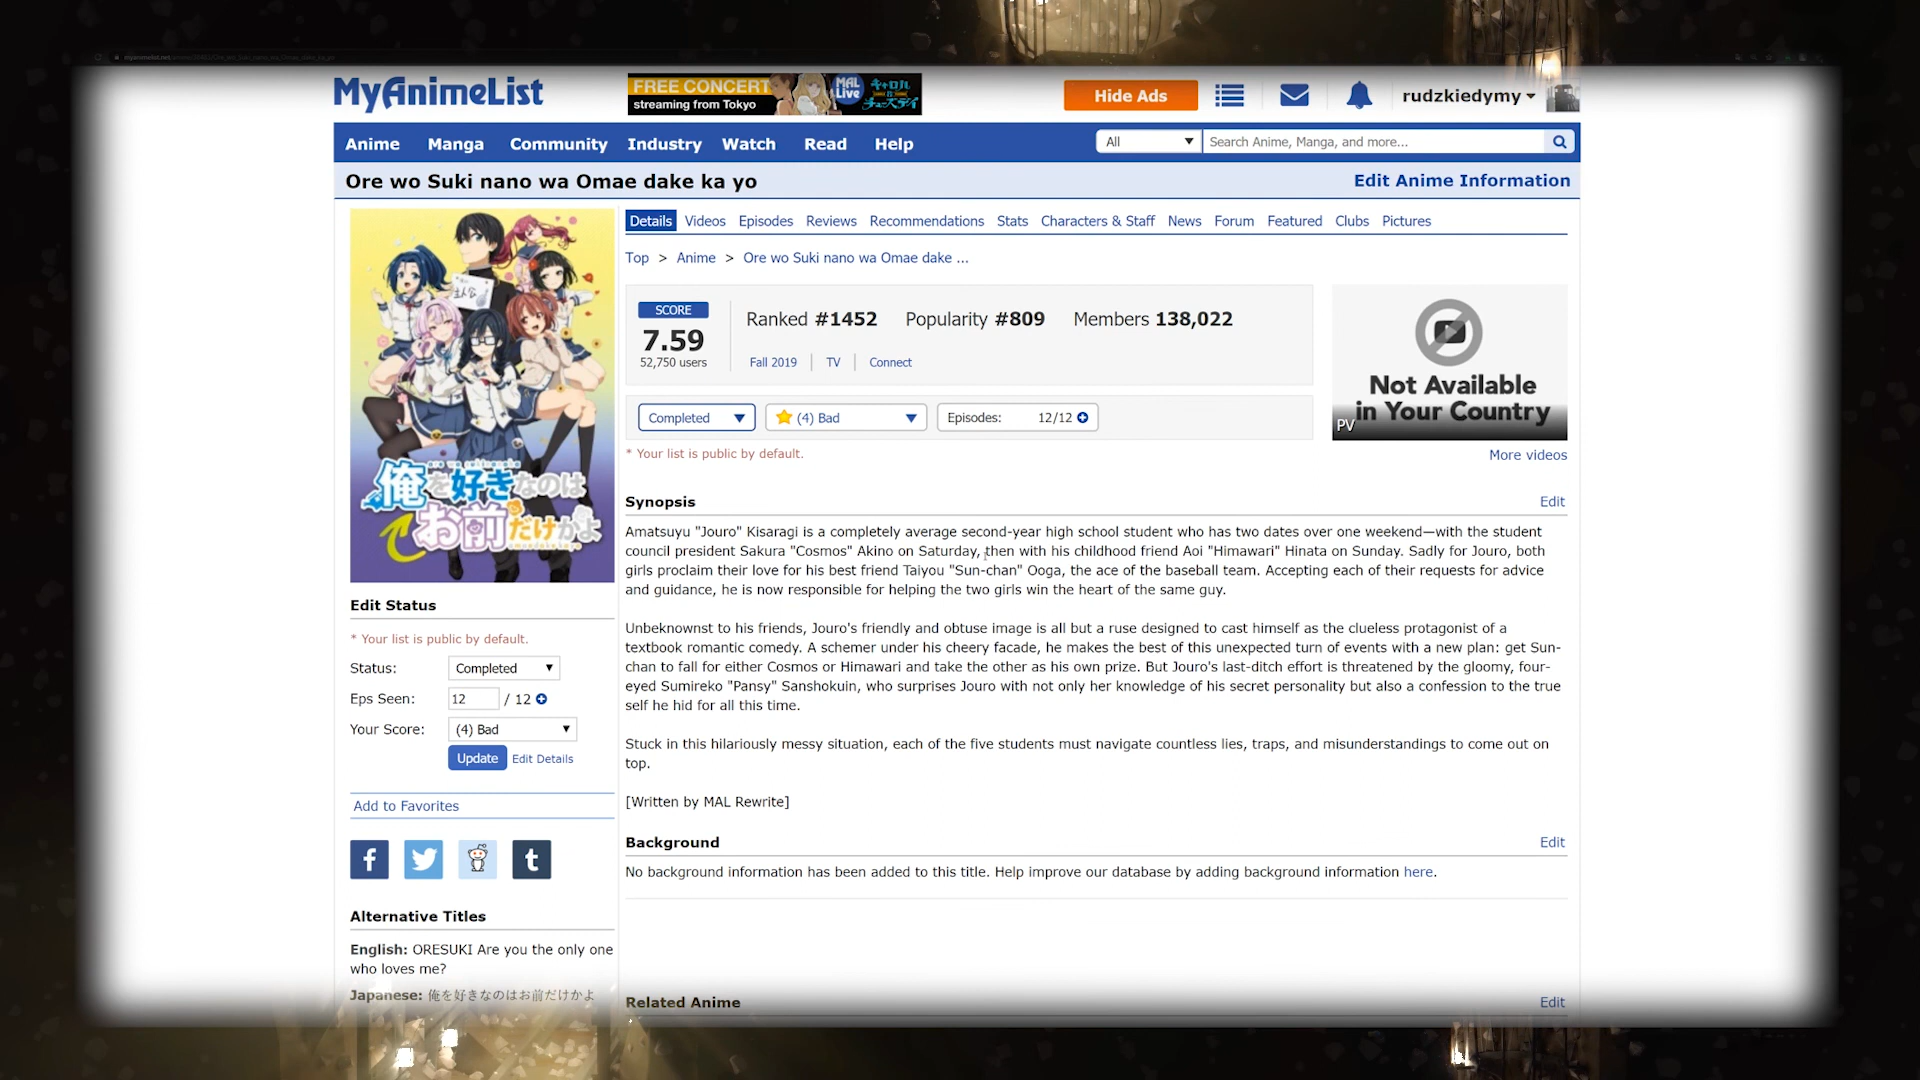 MyAnimeList
FREE CONCERT
streaming from Tokyo
MAL
Live
キャロル
&
チューズデイ
Hide Ads
rudzkiedymy
Anime Manga Community Industry Watch Read Help
All
Search Anime, Manga, and more...
Ore wo Suki nano wa Omae dake ka yo
Edit Anime Information
Details Videos Episodes Reviews Recommendations Stats Characters & Staff News Forum Featured Clubs Pictures
Top > Anime > Ore wo Suki nano wa Omae dake ...
主人公
俺を好きなのは
お前だけかよ
SCORE
7.59
52,750 users
Ranked #1452 Popularity #809 Members 138,022
Fall 2019 TV Connect
Completed
(4) Bad
Episodes: 12/12
* Your list is public by default.
Not Available
in Your Country
PV
More videos
Synopsis
Edit
Amatsuyu "Jouro" Kisaragi is a completely average second-year high school student who has two dates over one weekend—with the student
council president Sakura "Cosmos" Akino on Saturday, then with his childhood friend Aoi "Himawari" Hinata on Sunday. Sadly for Jouro, both
girls proclaim their love for his best friend Taiyou "Sun-chan" Ooga, the ace of the baseball team. Accepting each of their requests for advice
and guidance, he is now responsible for helping the two girls win the heart of the same guy.
Unbeknownst to his friends, Jouro's friendly and obtuse image is all but a ruse designed to cast himself as the clueless protagonist of a
textbook romantic comedy. A schemer under his cheery facade, he makes the best of this unexpected turn of events with a new plan: get Sun-
chan to fall for either Cosmos or Himawari and take the other as his own prize. But Jouro's last-ditch effort is threatened by the gloomy, four-
eyed Sumireko "Pansy" Sanshokuin, who surprises Jouro with not only her knowledge of his secret personality but also a confession to the true
self he hid for all this time.
Stuck in this hilariously messy situation, each of the five students must navigate countless lies, traps, and misunderstandings to come out on
top.
[Written by MAL Rewrite]
Background
Edit
No background information has been added to this title. Help improve our database by adding background information here.
Related Anime
Edit
Edit Status
* Your list is public by default.
Status: Completed
Eps Seen: 12 / 12
Your Score: (4) Bad
Update Edit Details
Add to Favorites
f
t
Alternative Titles
English: ORESUKI Are you the only one
who loves me?
Japanese: 俺を好きなのはお前だけかよ